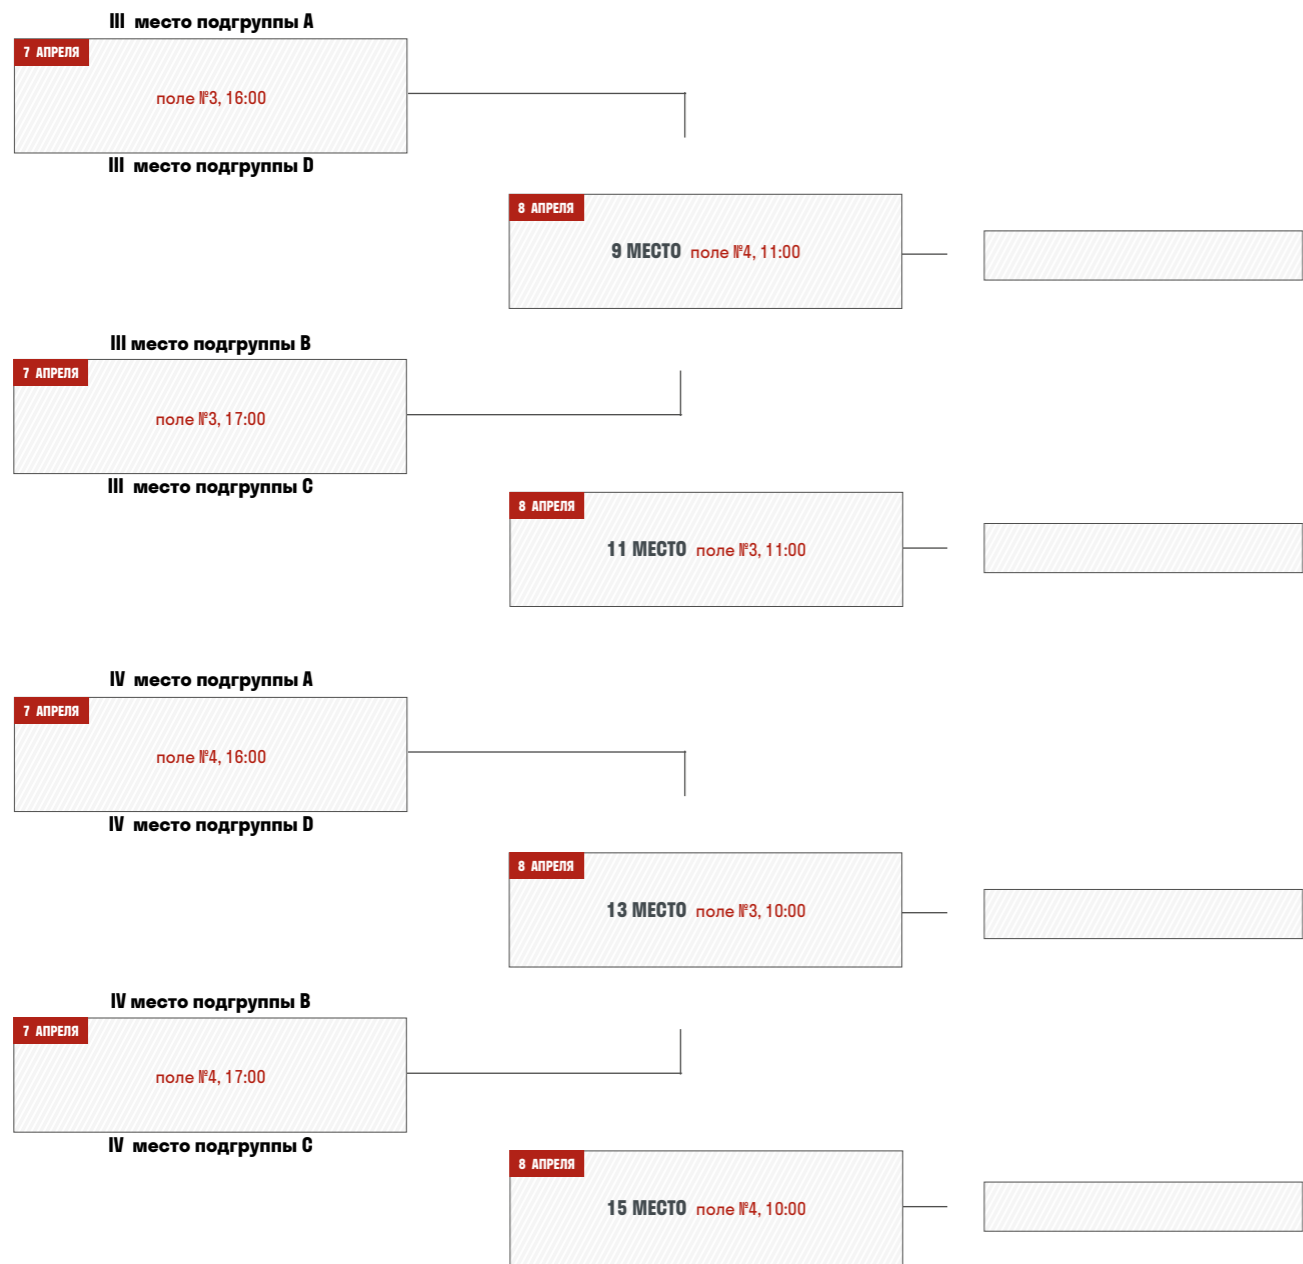 III место подгруппы A
7 АПРЕЛЯ
поле №3, 16:00
III место подгруппы D
8 АПРЕЛЯ
9 МЕСТО поле №4, 11:00
III место подгруппы B
7 АПРЕЛЯ
поле №3, 17:00
III место подгруппы C
8 АПРЕЛЯ
11 МЕСТО поле №3, 11:00
IV место подгруппы A
7 АПРЕЛЯ
поле №4, 16:00
IV место подгруппы D
8 АПРЕЛЯ
13 МЕСТО поле №3, 10:00
IV место подгруппы B
7 АПРЕЛЯ
поле №4, 17:00
IV место подгруппы C
8 АПРЕЛЯ
15 МЕСТО поле №4, 10:00